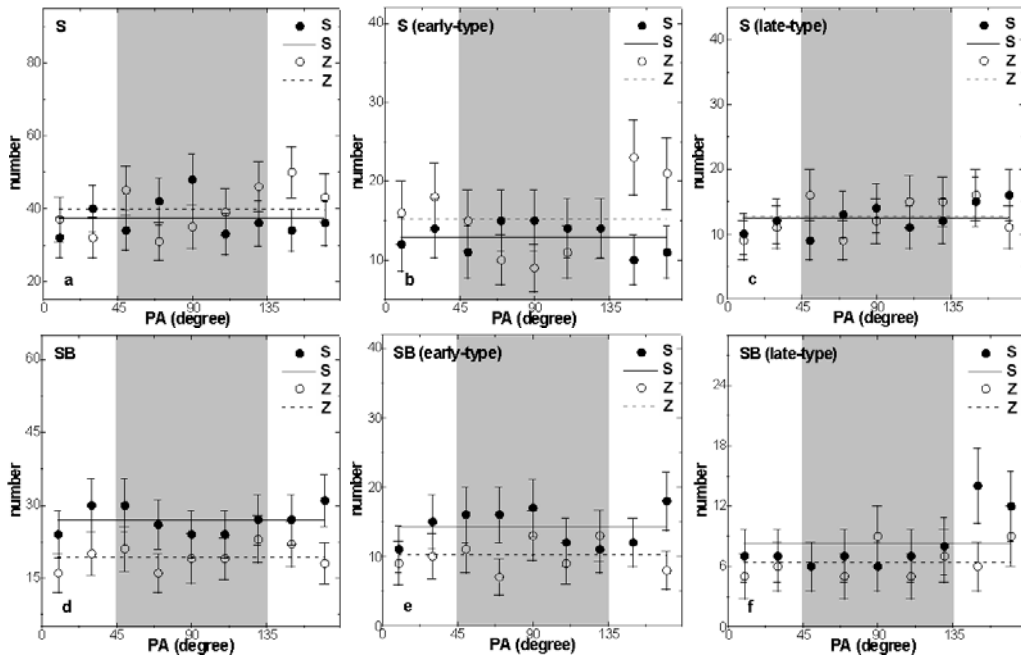 S
S
S
Z
Z
90
60
40
20
number
a
0
45
90
135
PA (degree)
S (early-type)
S
S
Z
Z
40
30
20
10
number
b
0
45
90
135
PA (degree)
S (late-type)
S
S
Z
Z
40
30
20
10
0
number
c
0
45
90
135
PA (degree)
SB
S
S
Z
Z
60
45
30
15
number
d
0
45
90
135
PA (degree)
SB (early-type)
S
S
Z
Z
40
30
20
10
0
number
e
0
45
90
135
PA (degree)
SB (late-type)
S
S
Z
Z
24
18
12
6
0
number
f
0
45
90
135
PA (degree)